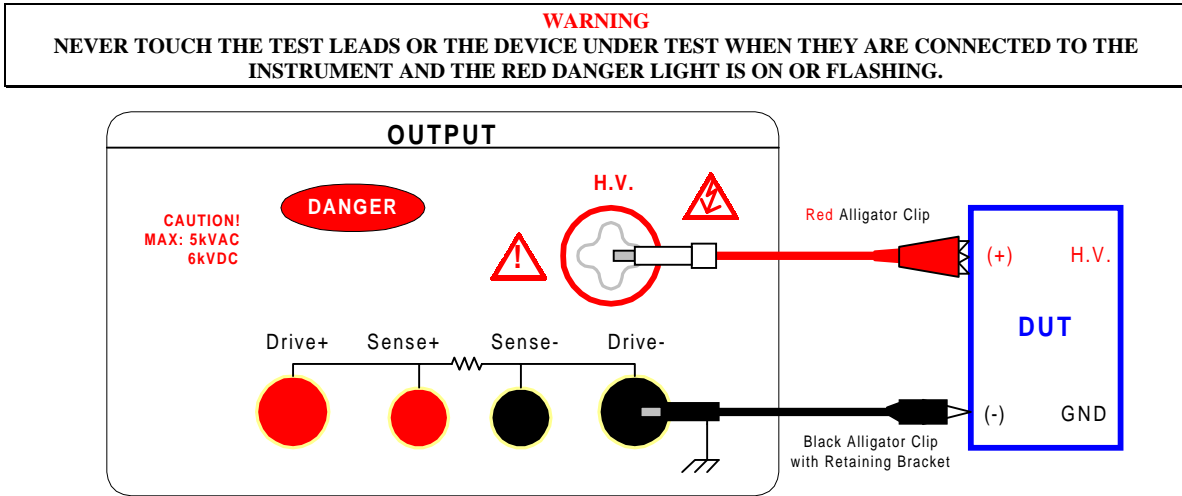 WARNING
NEVER TOUCH THE TEST LEADS OR THE DEVICE UNDER TEST WHEN THEY ARE CONNECTED TO THE
INSTRUMENT AND THE RED DANGER LIGHT IS ON OR FLASHING.
OUTPUT
DANGER
H.V.
CAUTION!
MAX: 5kVAC
6kVDC
!
Red Alligator Clip
(+) H.V.
DUT
Drive+ Sense+ Sense- Drive-
(-) GND
Black Alligator Clip
with Retaining Bracket